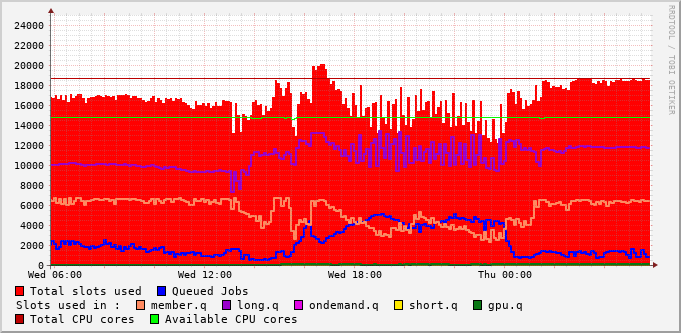 24000
22000
20000
18000
16000
14000
12000
10000
8000
6000
4000
2000
0
Wed 06:00 Wed 12:00 Wed 18:00 Thu 00:00
Total slots used Queued Jobs
Slots used in : member.q long.q ondemand.q short.q gpu.q
Total CPU cores Available CPU cores
RRDTOOL / TOBI OETIKER